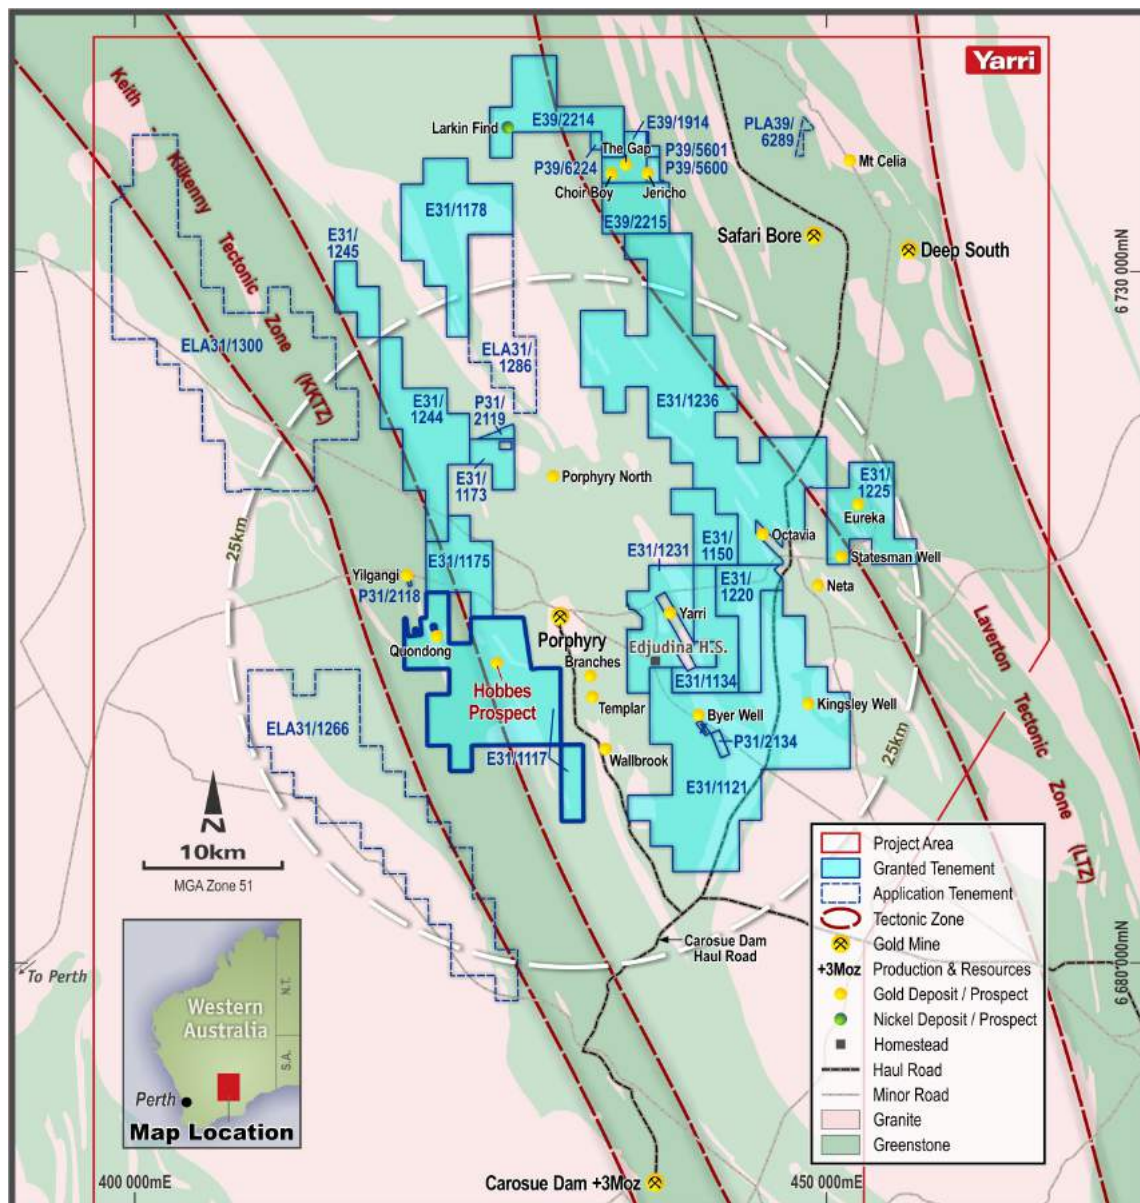 Yarri
Keith - Kilkenny Tectonic Zone (KKTZ)
Larkin Find
E39/2214
E39/1914
PLA39/
6289
The Gap
P39/5601
P39/6224
P39/5600
Mt Celia
Choir Boy
Jericho
E31/1178
E39/2215
E31/
1245
Safari Bore
Deep South
6 730 000mN
ELA31/1300
ELA31/
1286
E31/
1244
P31/
2119
E31/1236
E31/
1173
Porphyry North
E31/
1225
Eureka
25km
E31/
1150
Octavia
E31/1231
Statesman Well
E31/1175
Yilgangi
P31/2118
E31/
1220
Neta
Yarri
Porphyry
Quondong
Edjudina H.S.
Laverton Tectonic Zone (LTZ)
Branches
Hobbes
Prospect
E31/1134
Templar
Kingsley Well
ELA31/1266
Byer Well
P31/2134
E31/1117
Wallbrook
25km
E31/1121
N
10km
MGA Zone 51
Project Area
Granted Tenement
Application Tenement
Tectonic Zone
Gold Mine
+3Moz Production & Resources
Gold Deposit / Prospect
Nickel Deposit / Prospect
Homestead
Haul Road
Minor Road
Granite
Greenstone
Carosue Dam
Haul Road
6 680 000mN
To Perth
Western
Australia
N.T.
S.A.
Perth
Map Location
400 000mE
Carosue Dam +3Moz
450 000mE